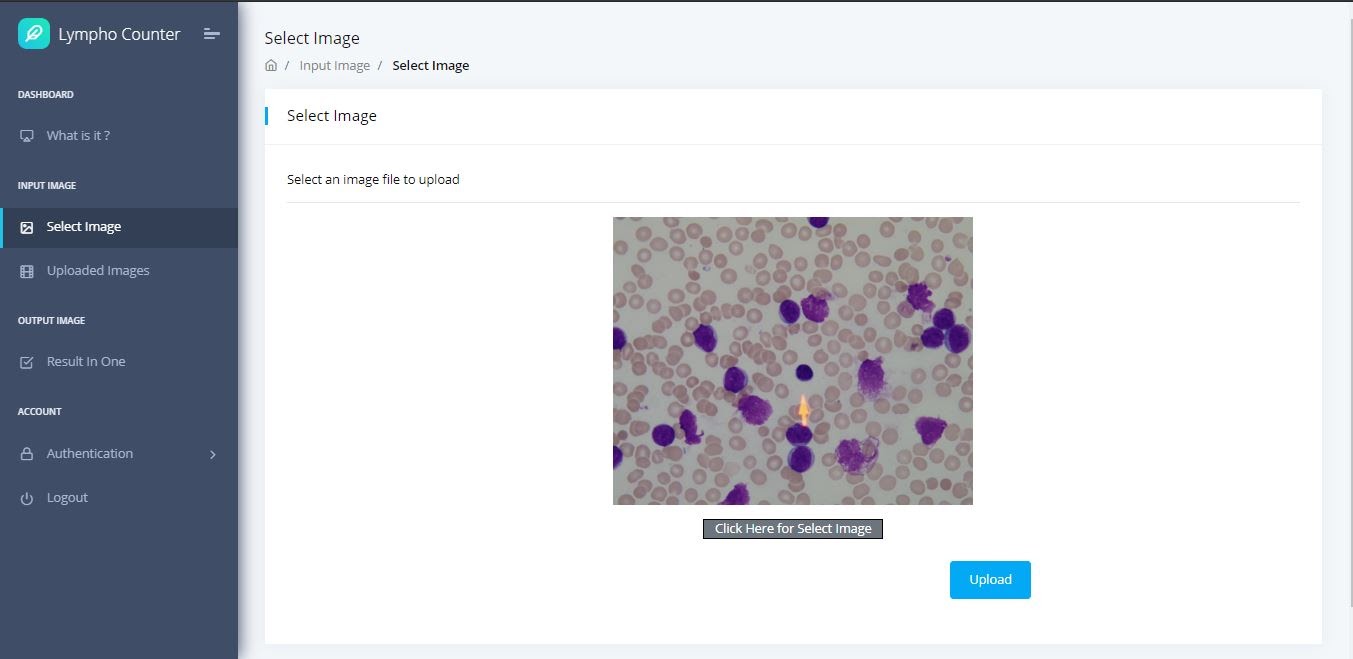 Lympho Counter
DASHBOARD
What is it ?
INPUT IMAGE
Select Image
Uploaded Images
OUTPUT IMAGE
Result In One
ACCOUNT
Authentication
Logout
Select Image
/ Input Image / Select Image
Select Image
Select an image file to upload
Click Here for Select Image
Upload